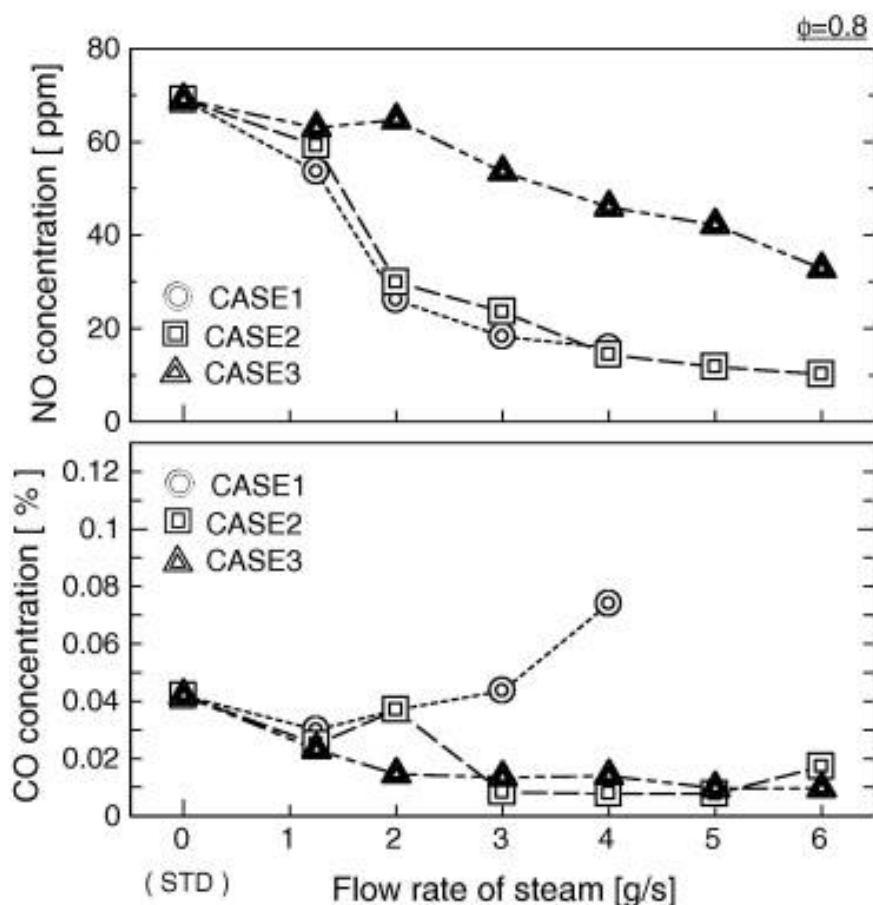 ϕ=0.8
NO concentration [ ppm]
80
60
40
20
0
CASE1
CASE2
CASE3
CO concentration [ %]
0.12
0.1
0.08
0.06
0.04
0.02
0
CASE1
CASE2
CASE3
0 1 2 3 4 5 6
( STD )
Flow rate of steam [g/s]